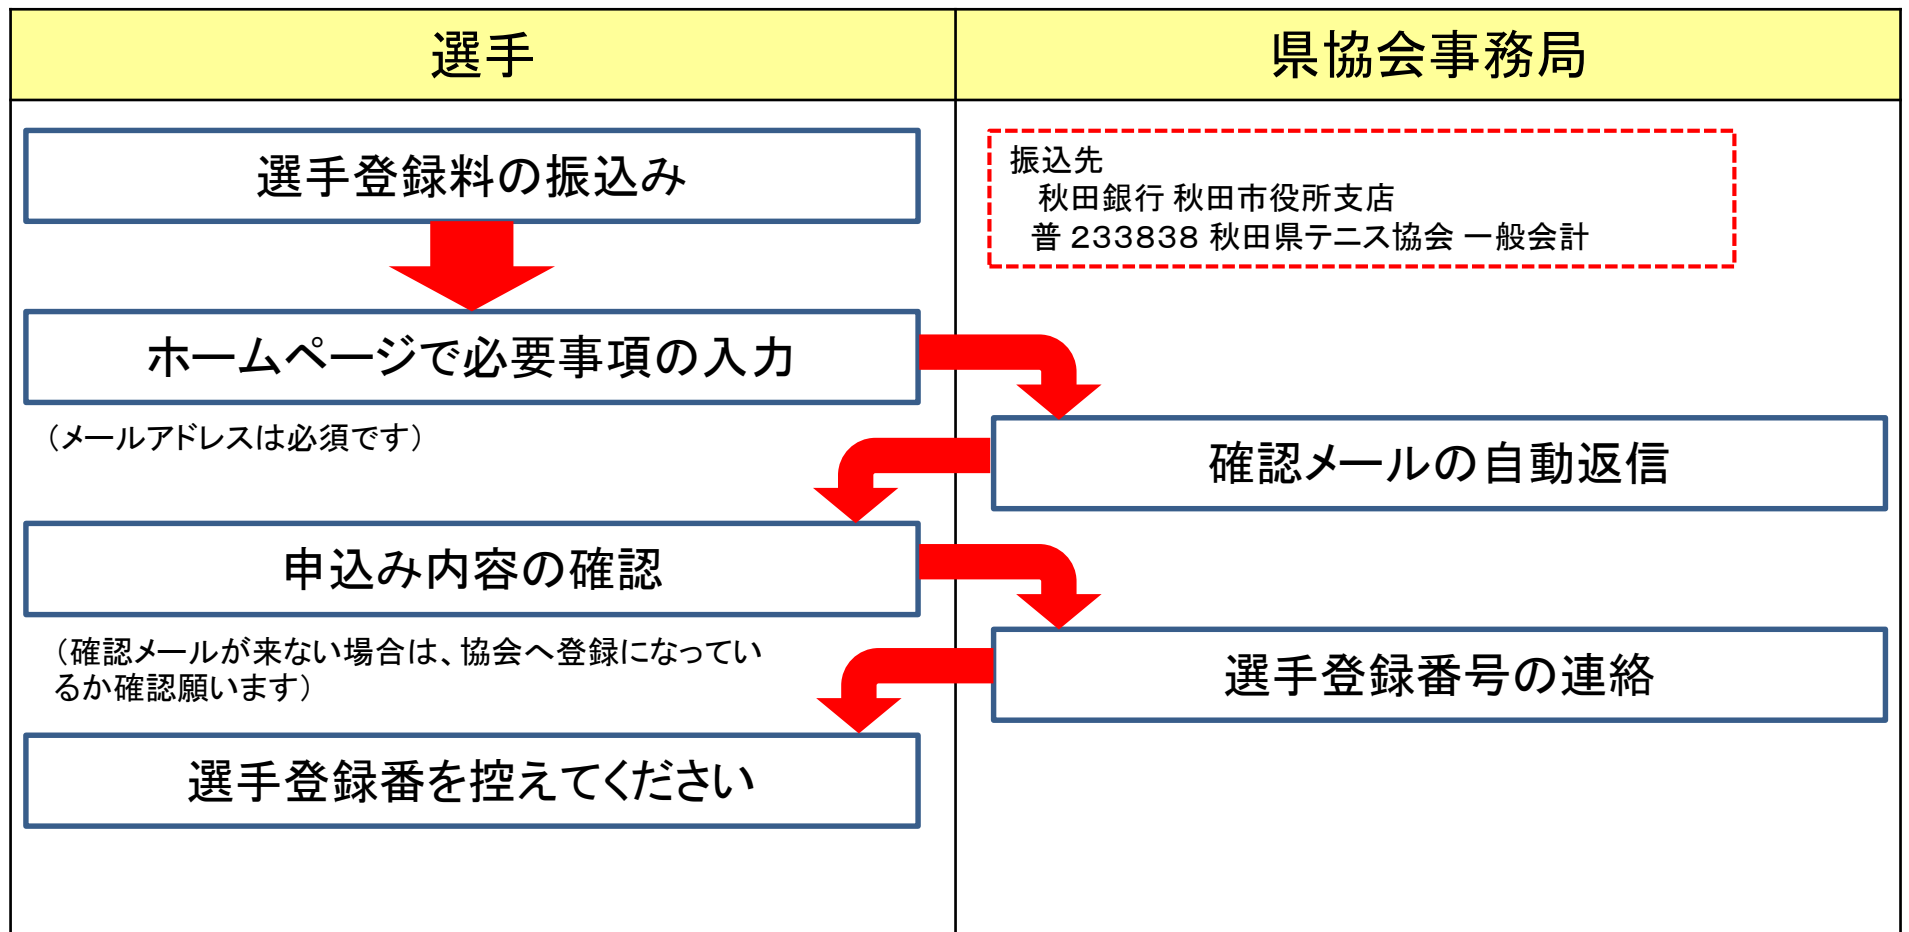 選手
県協会事務局
選手登録料の振込み
振込先
秋田銀行 秋田市役所支店
普 233838 秋田県テニス協会 一般会計
ホームページで必要事項の入力
（メールアドレスは必須です）
確認メールの自動返信
申込み内容の確認
（確認メールが来ない場合は、協会へ登録になってい
るか確認願います）
選手登録番号の連絡
選手登録番を控えてください